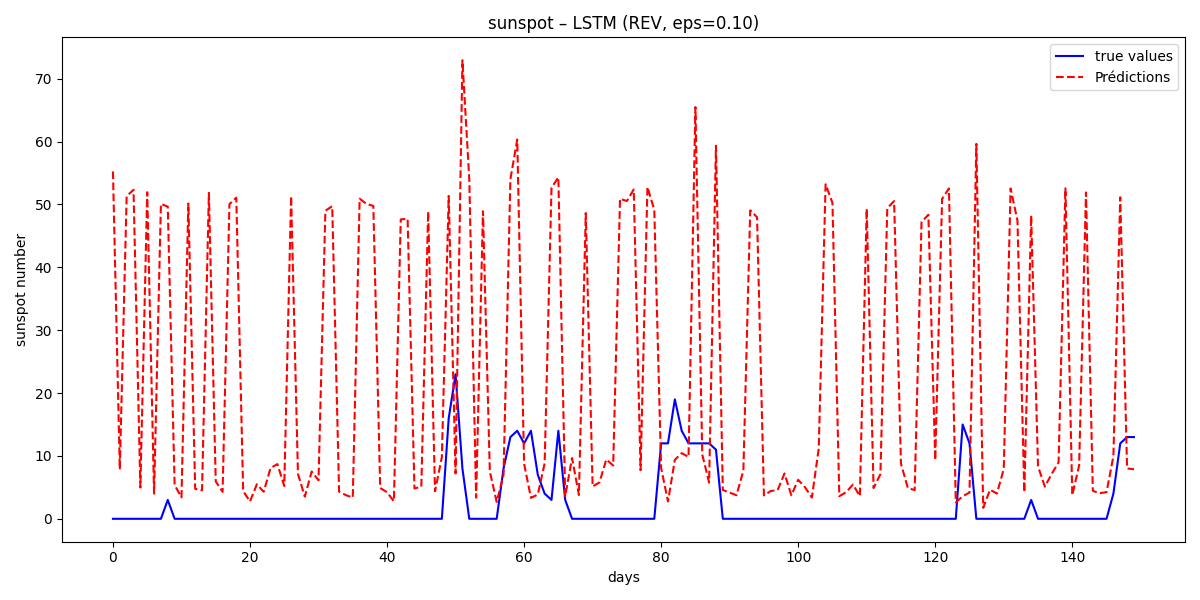 sunspot – LSTM (REV, eps=0.10)
true values
Prédictions
sunspot number
70
60
50
40
30
20
10
0
0 20 40 60 80 100 120 140
days